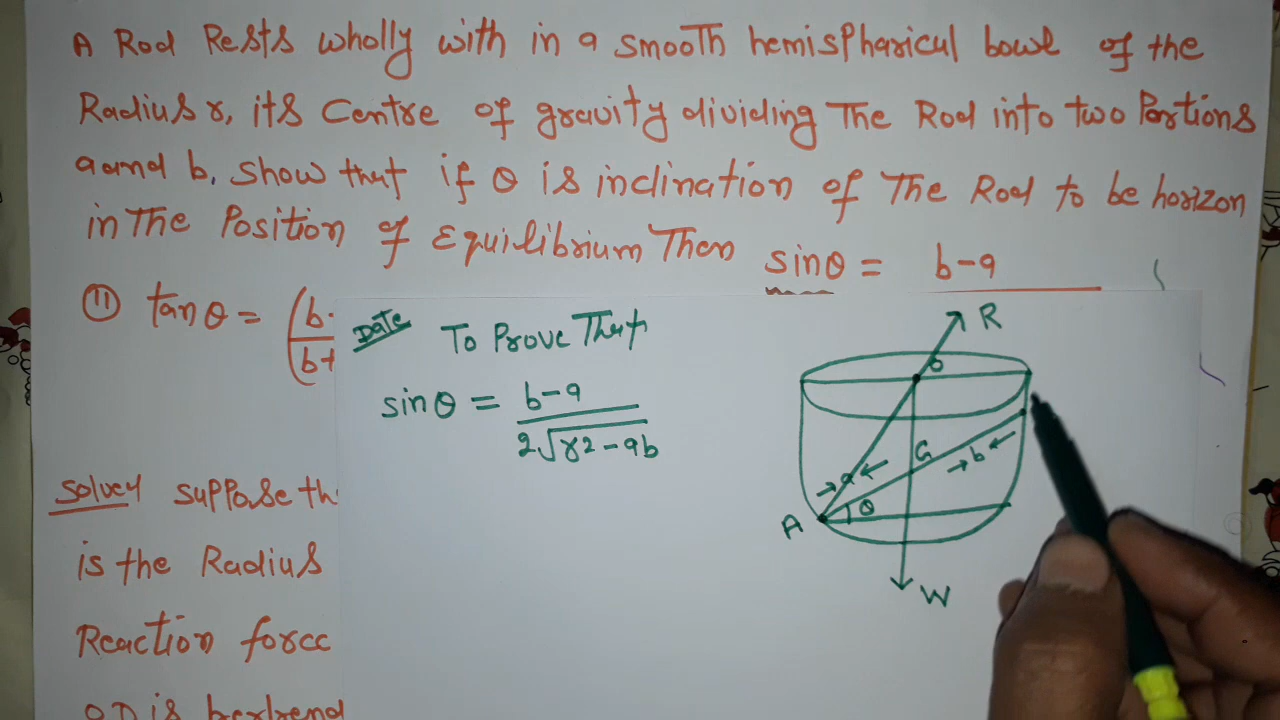 A Rod Rests wholly with in a smooth hemispharical bowl of the
Radius r, its Centre of gravity dividing The Rod into two Portions
a and b. Show that if θ is inclination of The Rod to be horizon
in The Position of Equilibrium Then sinθ = b-a
(11) tanθ = (b-
b+
Date To Prove That
sinθ = b-a
2√r2-ab
Solvey suppose th
is the Radius
Reaction force
R
O
G
a
b
A
θ
W